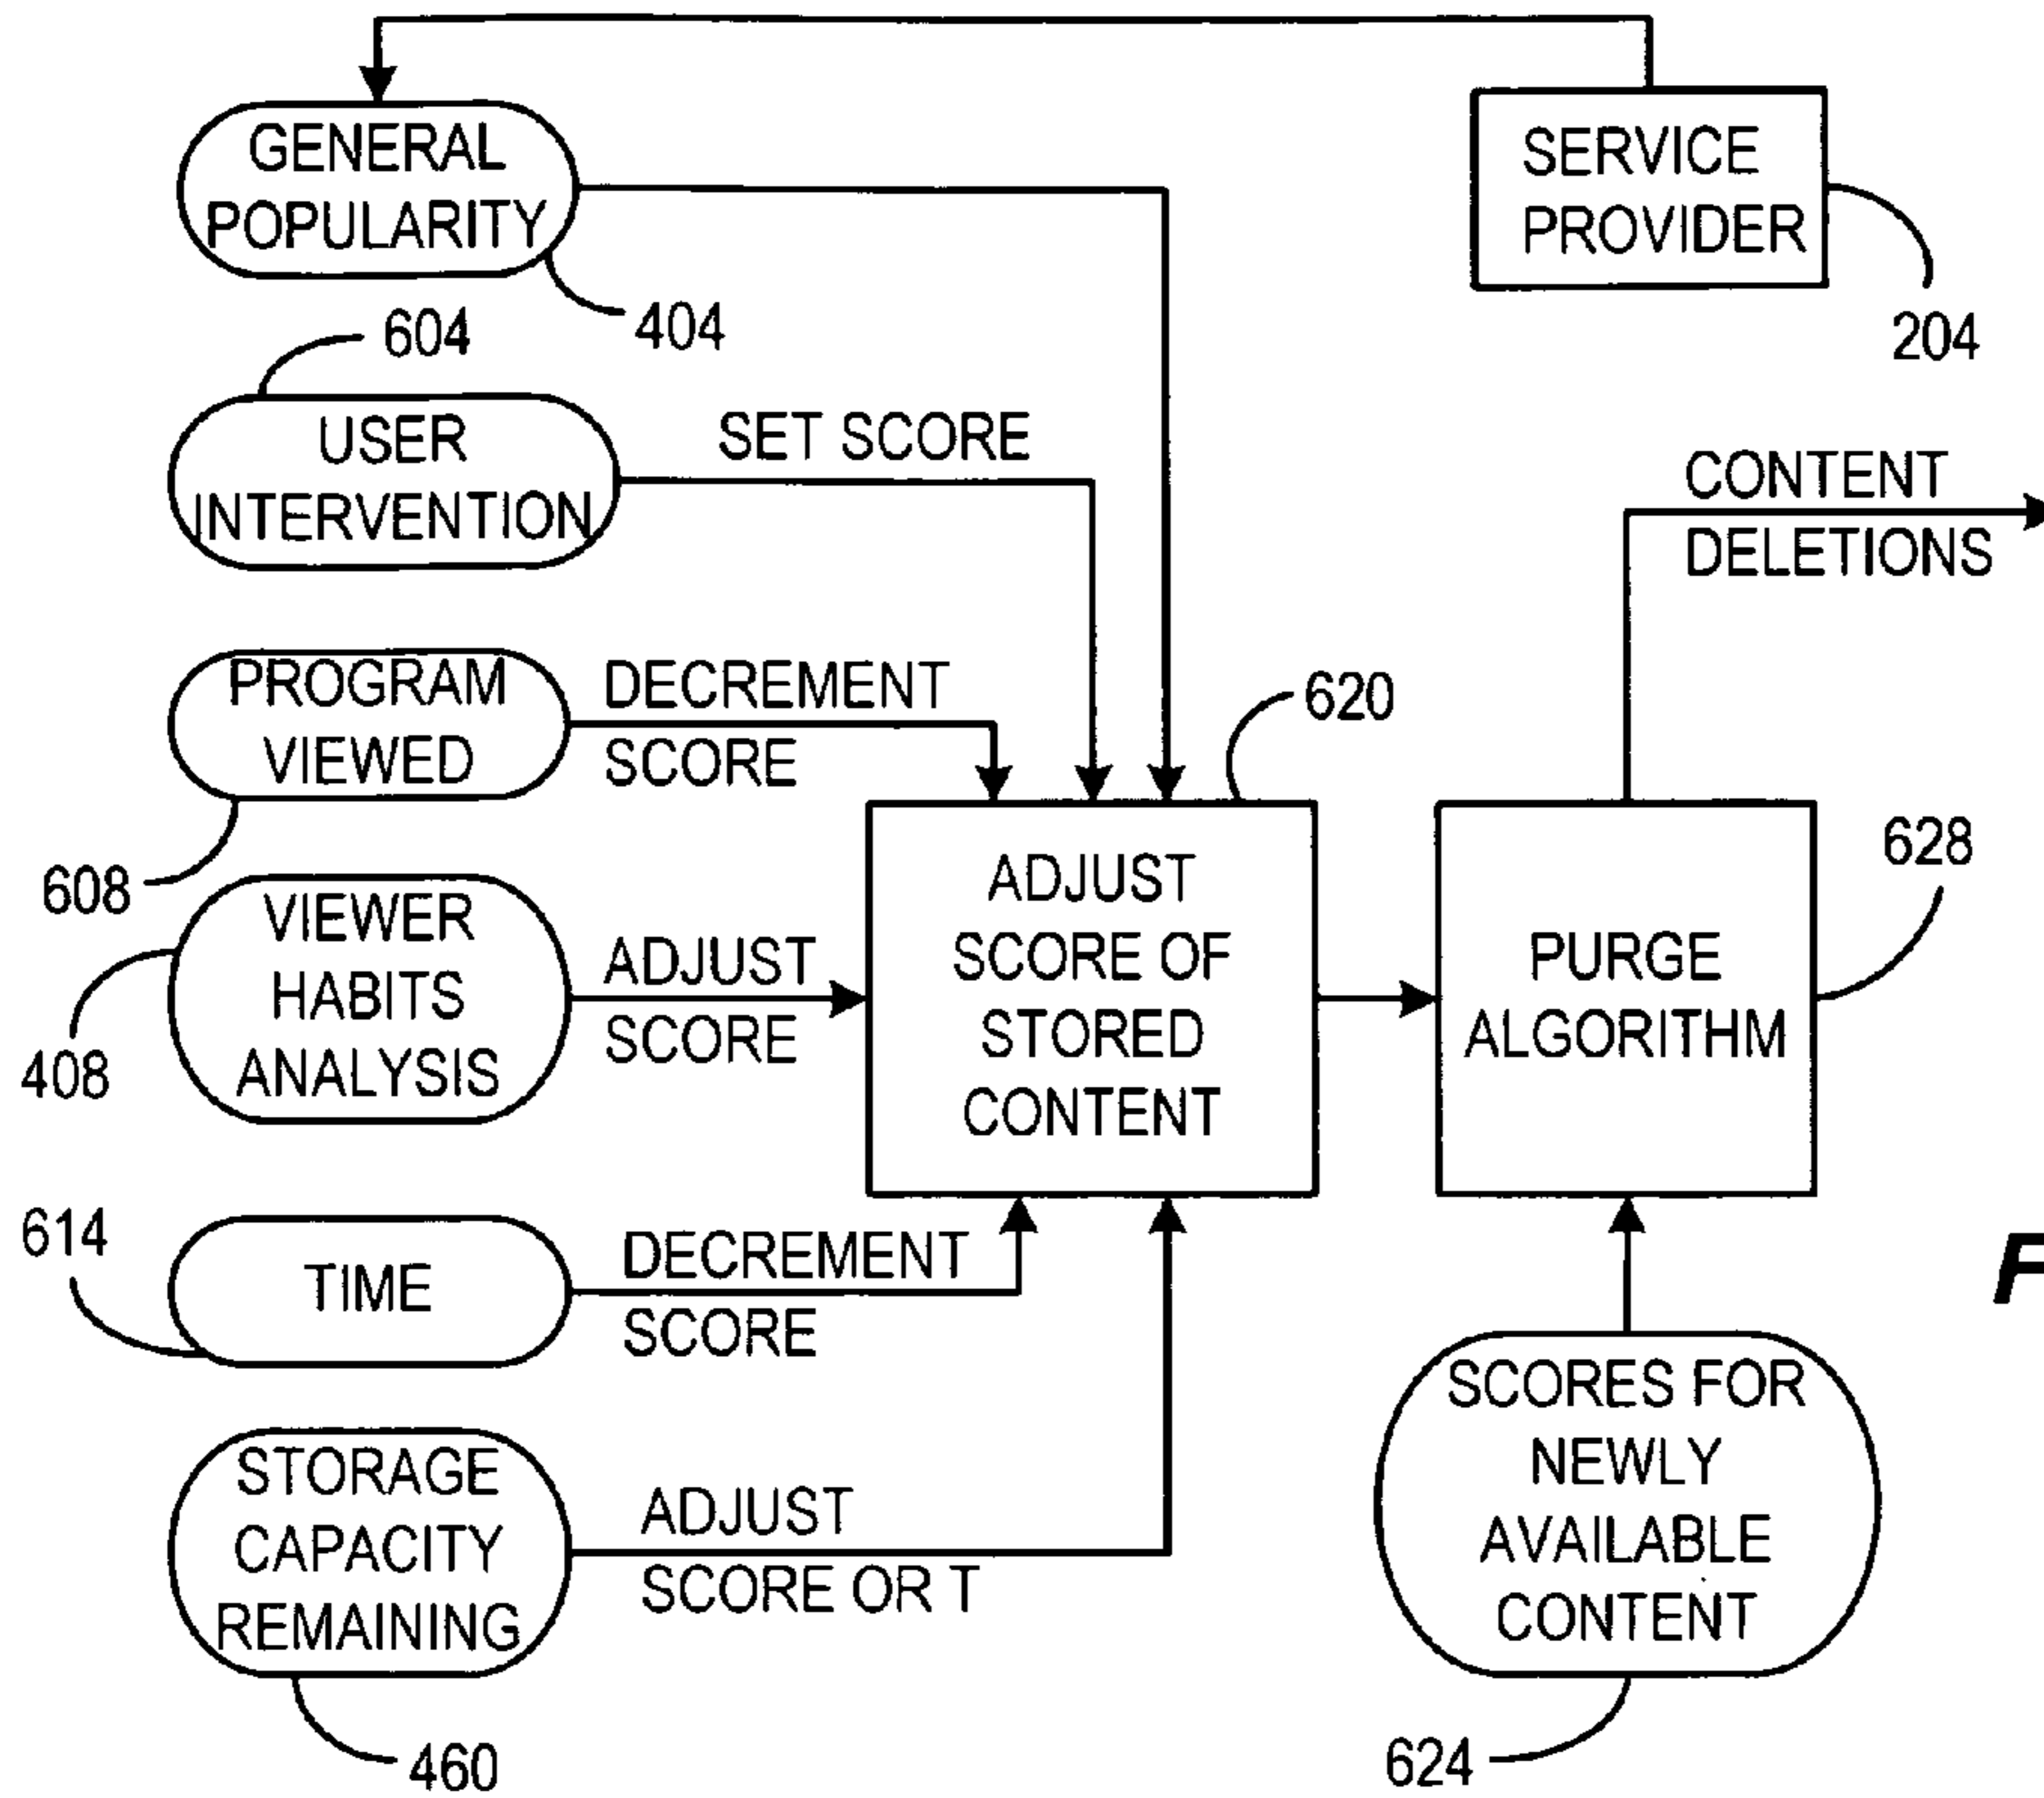 GENERAL
POPULARITY
404
SERVICE
PROVIDER
204
604
USER
INTERVENTION
SET SCORE
CONTENT
DELETIONS
PROGRAM
VIEWED
608
DECREMENT
SCORE
620
VIEWER
HABITS
ANALYSIS
408
ADJUST
SCORE
ADJUST
SCORE OF
STORED
CONTENT
PURGE
ALGORITHM
628
614
TIME
DECREMENT
SCORE
STORAGE
CAPACITY
REMAINING
460
ADJUST
SCORE OR T
SCORES FOR
NEWLY
AVAILABLE
CONTENT
624